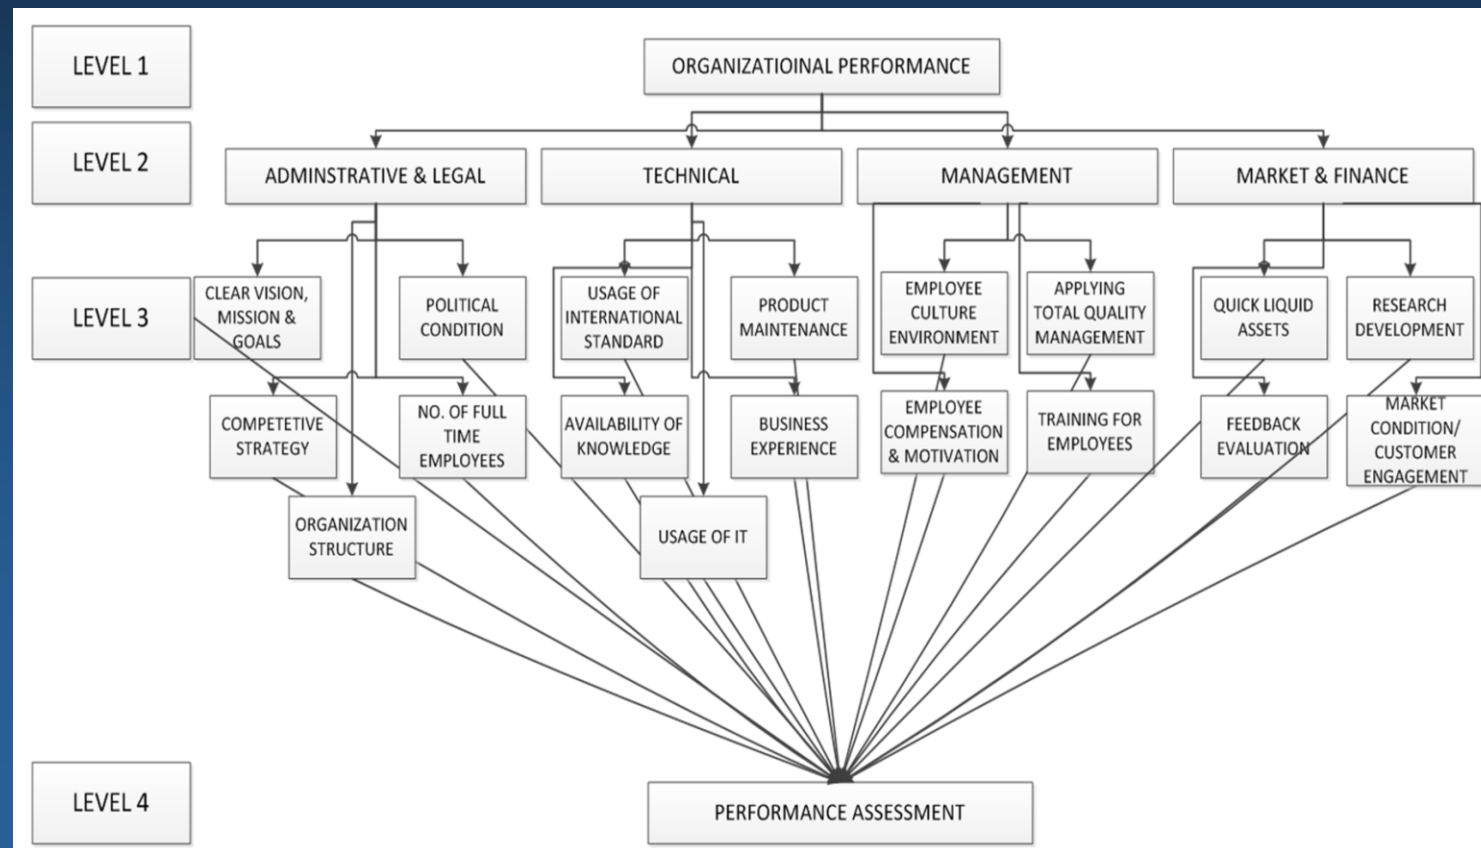 LEVEL 1
ORGANIZATIOINAL PERFORMANCE
LEVEL 2
ADMINSTRATIVE & LEGAL
TECHNICAL
MANAGEMENT
MARKET & FINANCE
LEVEL 3
CLEAR VISION,
MISSION &
GOALS
POLITICAL
CONDITION
USAGE OF
INTERNATIONAL
STANDARD
PRODUCT
MAINTENANCE
EMPLOYEE
CULTURE
ENVIRONMENT
APPLYING
TOTAL QUALITY
MANAGEMENT
QUICK LIQUID
ASSETS
RESEARCH
DEVELOPMENT
COMPETETIVE
STRATEGY
NO. OF FULL
TIME
EMPLOYEES
AVAILABILITY OF
KNOWLEDGE
BUSINESS
EXPERIENCE
EMPLOYEE
COMPENSATION
& MOTIVATION
TRAINING FOR
EMPLOYEES
FEEDBACK
EVALUATION
MARKET
CONDITION/
CUSTOMER
ENGAGEMENT
ORGANIZATION
STRUCTURE
USAGE OF IT
LEVEL 4
PERFORMANCE ASSESSMENT